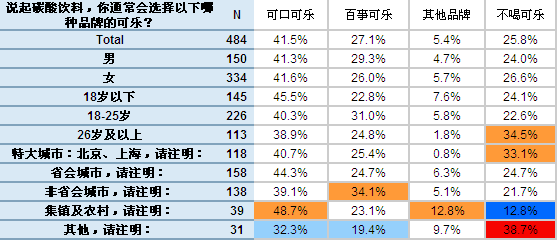 说起碳酸饮料，你通常会选择以下哪种品牌的可乐？ N 可口可乐 百事可乐 其他品牌 不喝可乐
Total 484 41.5% 27.1% 5.4% 25.8%
男 150 41.3% 29.3% 4.7% 24.0%
女 334 41.6% 26.0% 5.7% 26.6%
18岁以下 145 45.5% 22.8% 7.6% 24.1%
18-25岁 226 40.3% 31.0% 5.8% 22.6%
26岁及以上 113 38.9% 24.8% 1.8% 34.5%
特大城市：北京、上海，请注明： 118 40.7% 25.4% 0.8% 33.1%
省会城市，请注明： 158 44.3% 24.7% 6.3% 24.7%
非省会城市，请注明： 138 39.1% 34.1% 5.1% 21.7%
集镇及农村，请注明： 39 48.7% 23.1% 12.8% 12.8%
其他，请注明： 31 32.3% 19.4% 9.7% 38.7%